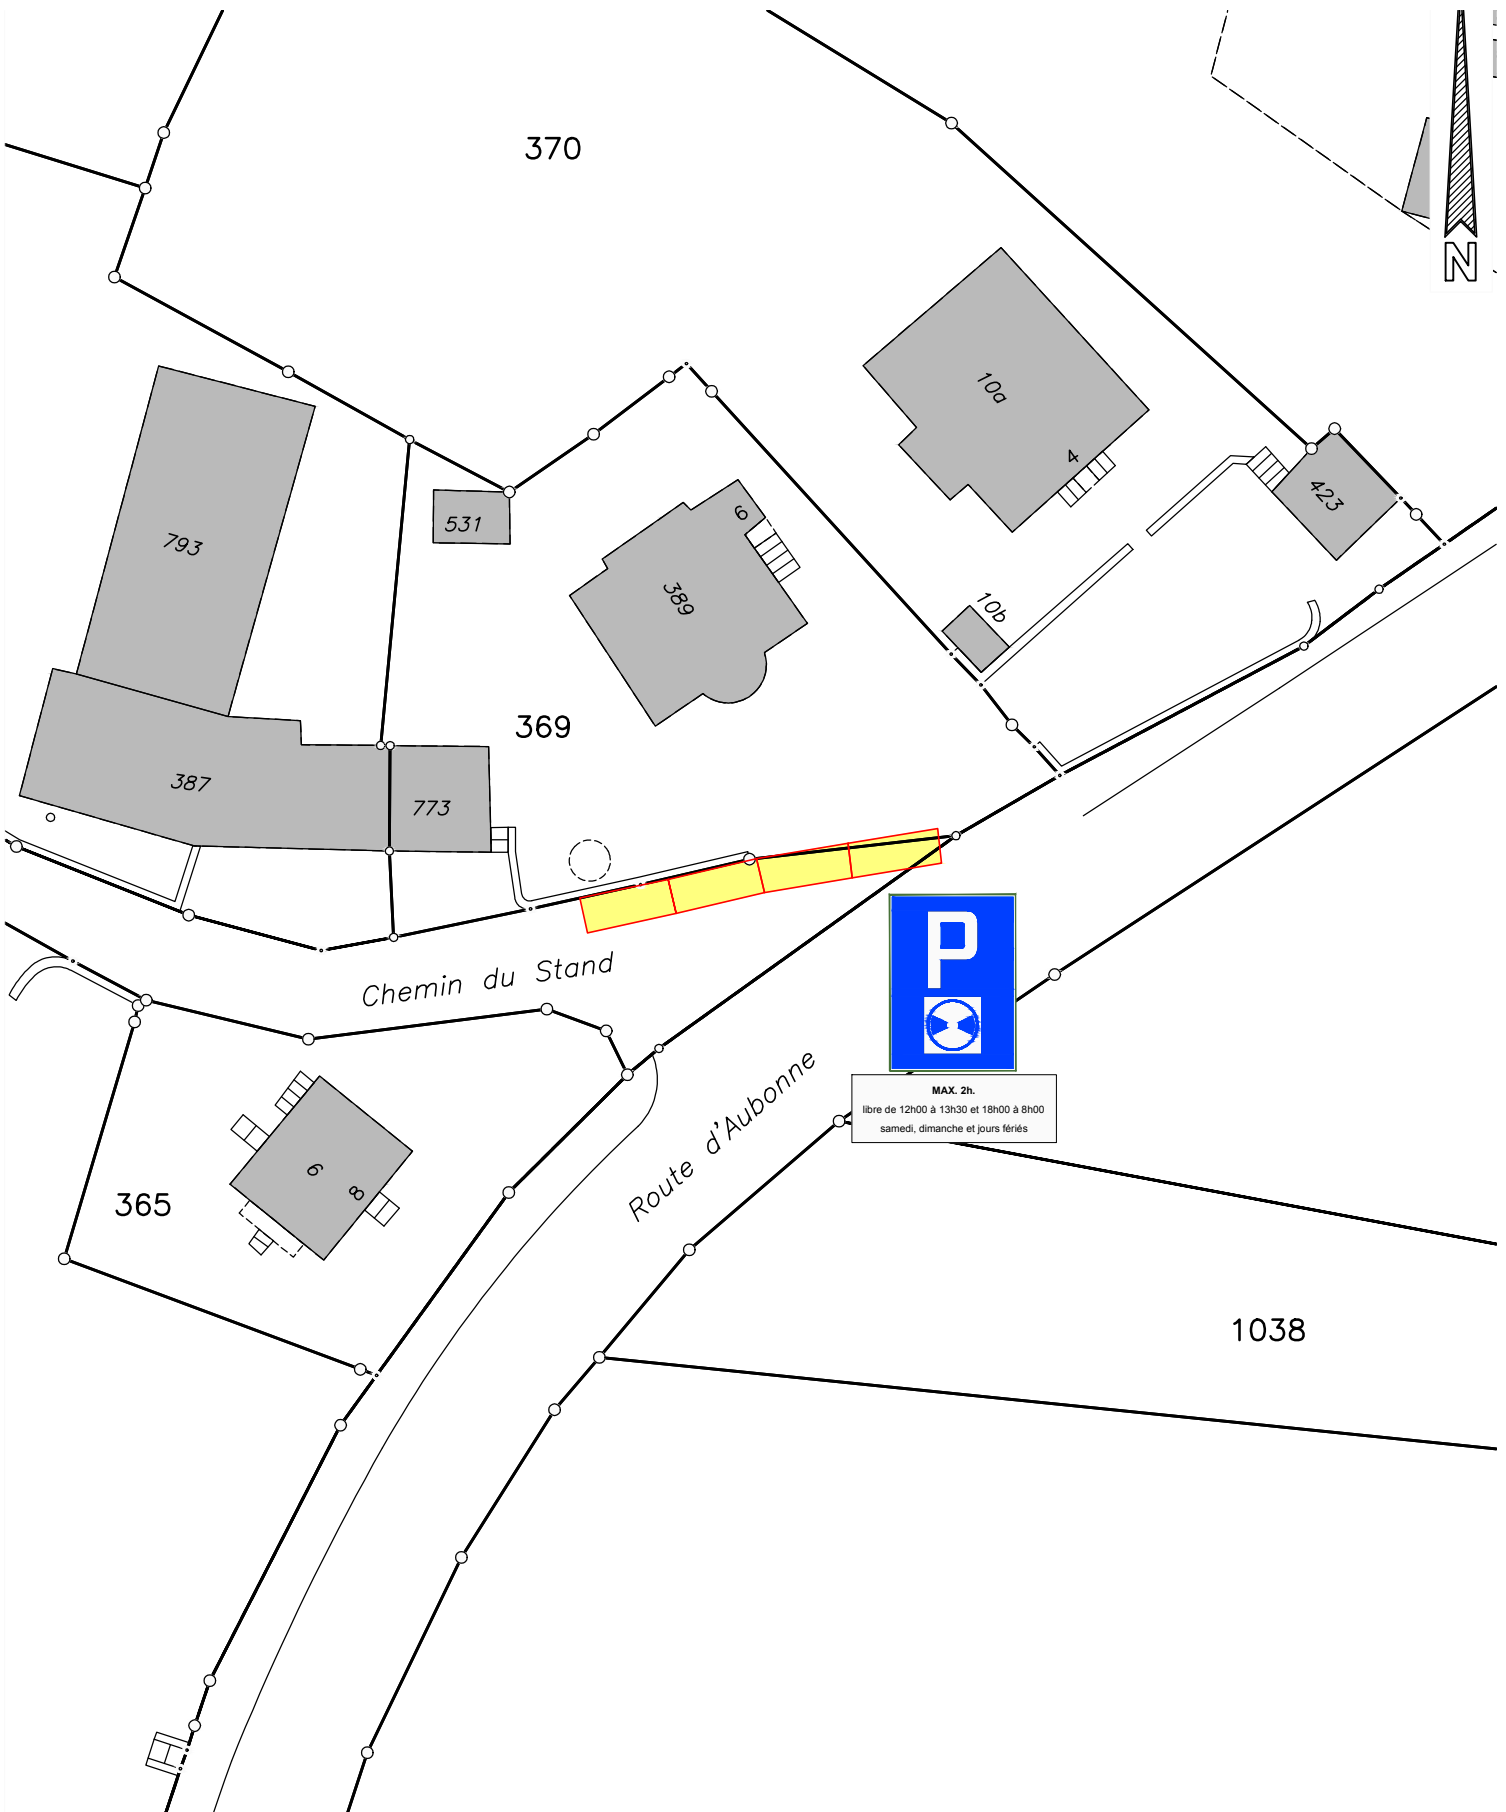 370
N
10a
4
423
793
531
6
389
10b
369
387
773
Chemin du Stand
P
Route d'Aubonne
MAX. 2h.
libre de 12h00 à 13h30 et 18h00 à 8h00
samedi, dimanche et jours fériés
6
8
365
1038